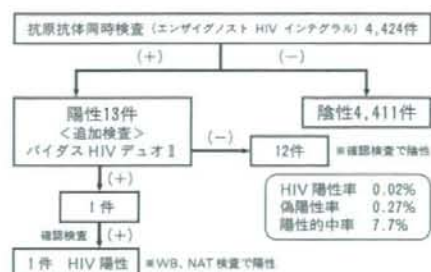 抗原抗体同時検査（エンザイグノスト HIV インテグラル）4,424件
（＋）
（－）
陽性13件
＜追加検査＞
バイダス HIV デュオⅡ
陰性4,411件
（－）
12件
※確認検査で陰性
（＋）
1件
HIV 陽性率 0.02%
偽陽性率 0.27%
陽性的中率 7.7%
確認検査
（＋）
1件 HIV 陽性
※WB、NAT 検査で陽性